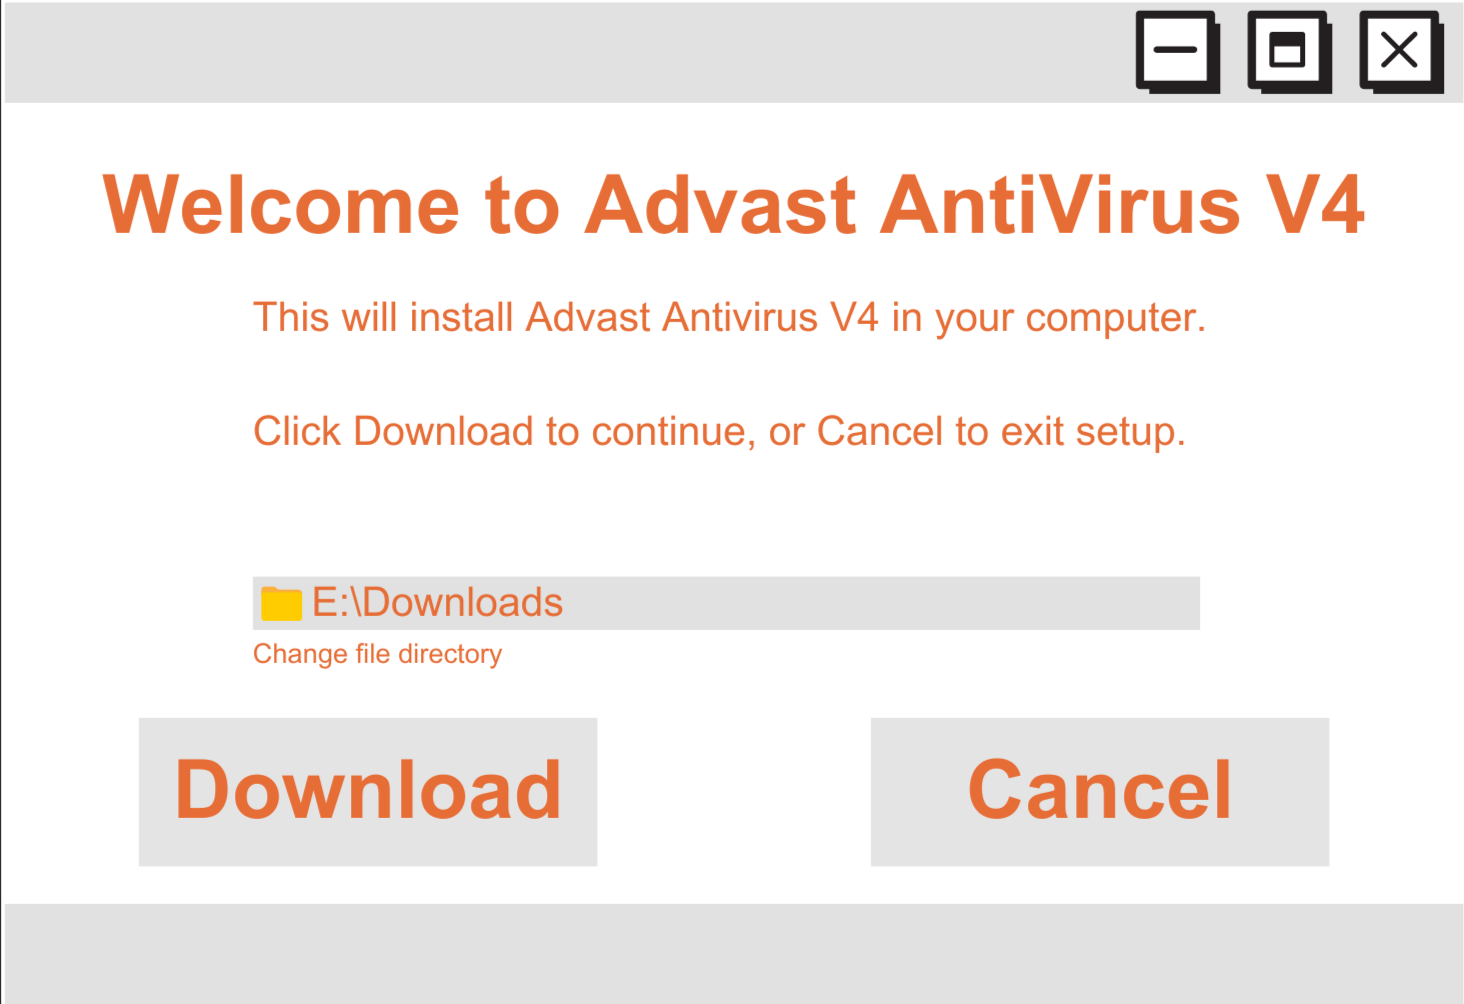 Welcome to Advast AntiVirus V4
This will install Advast Antivirus V4 in your computer.
Click Download to continue, or Cancel to exit setup.
E:\Downloads
Change file directory
Download
Cancel